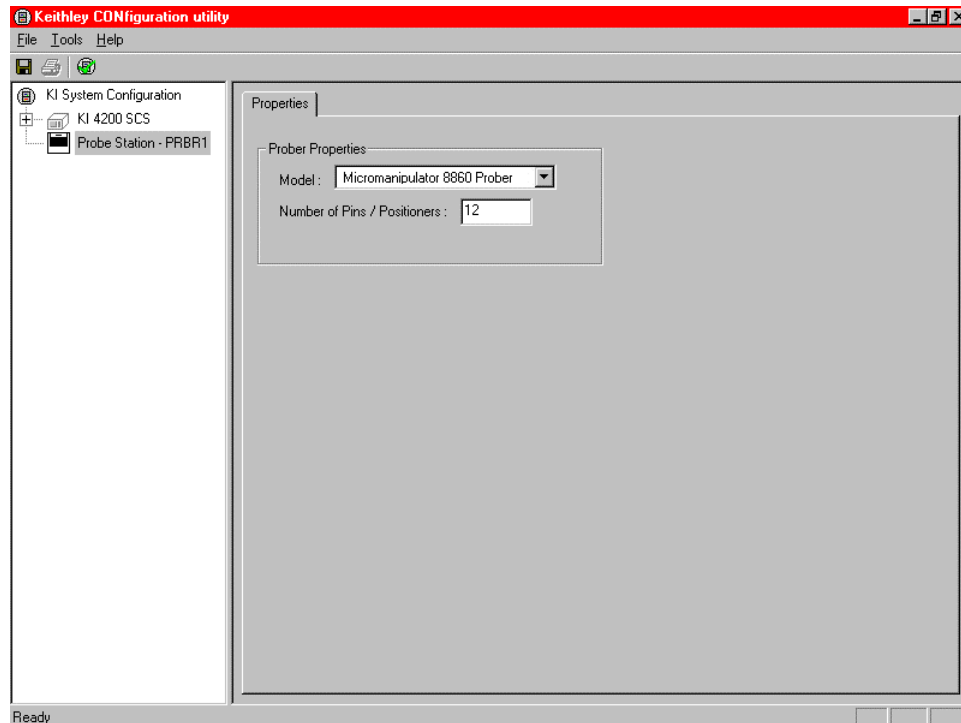 Keithley CONfiguration utility
File Tools Help
KI System Configuration
KI 4200 SCS
Probe Station - PRBR1
Properties
Prober Properties
Model : Micromanipulator 8860 Prober
Number of Pins / Positioners : 12
Ready